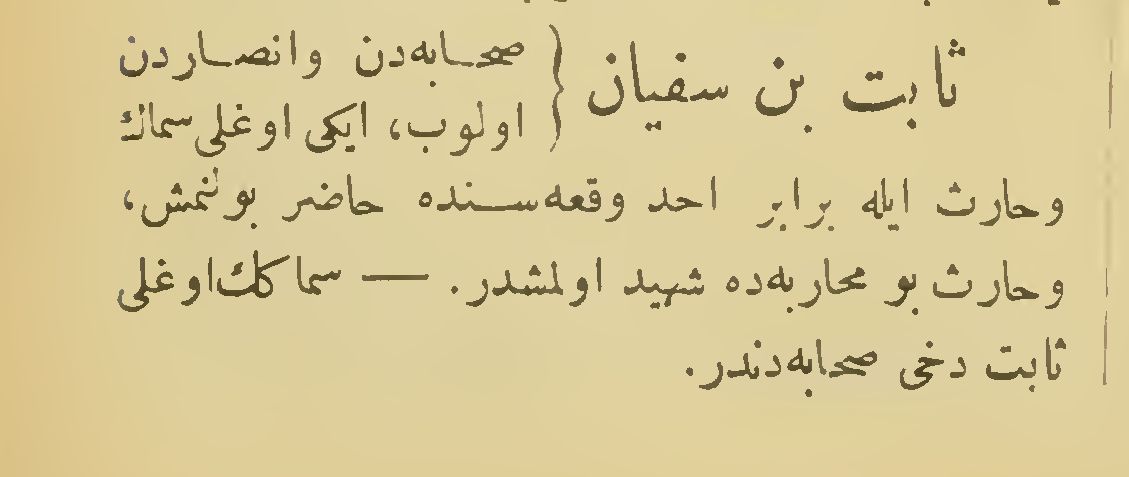 ثابت بن سفیان { صحابه‌دن وانصاردن
اولوب، ایکی اوغلی سماك
وحارث ایله برابر احد وقعه‌سنده حاضر بولنمش،
وحارث بو محاربه‌ده شهید اولمشدر. — سماكك اوغلی
ثابت دخی صحابه‌دندر.